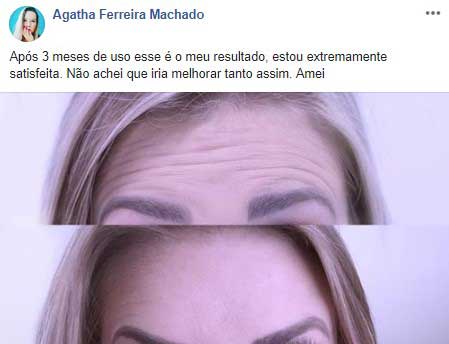 Agatha Ferreira Machado
Após 3 meses de uso esse é o meu resultado, estou extremamente
satisfeita. Não achei que iria melhorar tanto assim. Amei